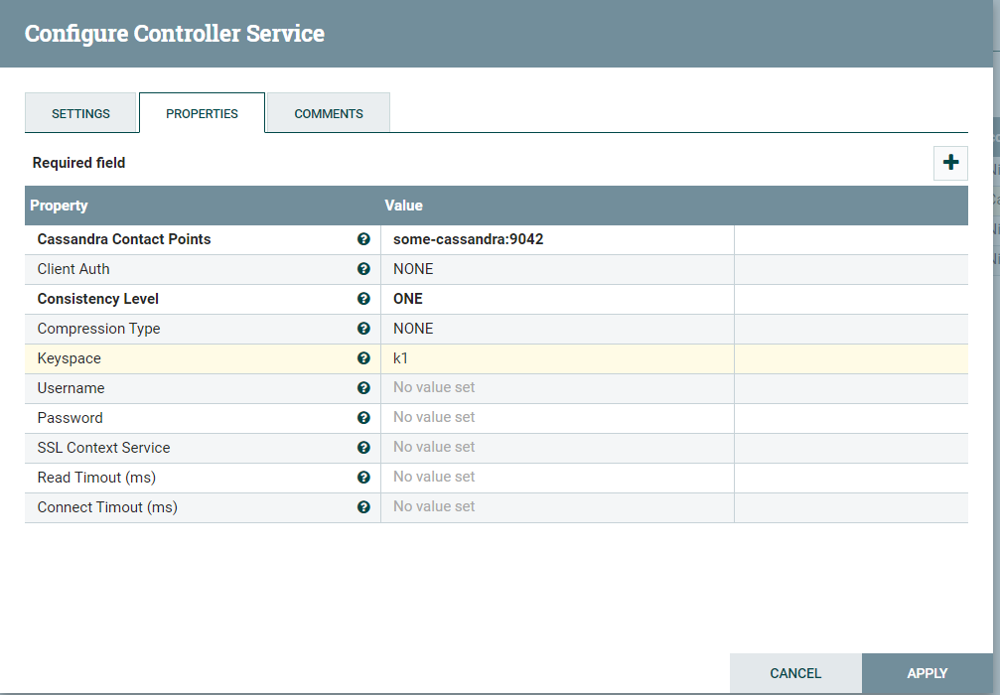 Configure Controller Service
SETTINGS PROPERTIES COMMENTS
Required field
Property Value
Cassandra Contact Points some-cassandra:9042
Client Auth NONE
Consistency Level ONE
Compression Type NONE
Keyspace k1
Username No value set
Password No value set
SSL Context Service No value set
Read Timeout (ms) No value set
Connect Timeout (ms) No value set
CANCEL APPLY